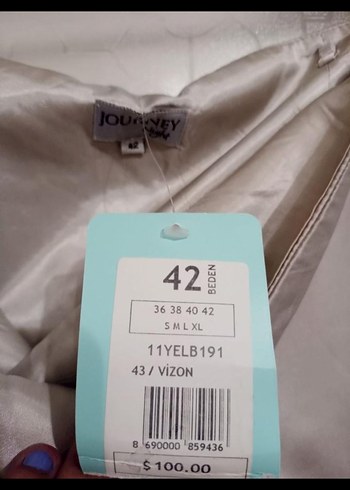 JOURNEY
42
42
BEDEN
36 38 40 42
S M L XL
11YELB191
43 / VİZON
8 690000 859436
$100.00